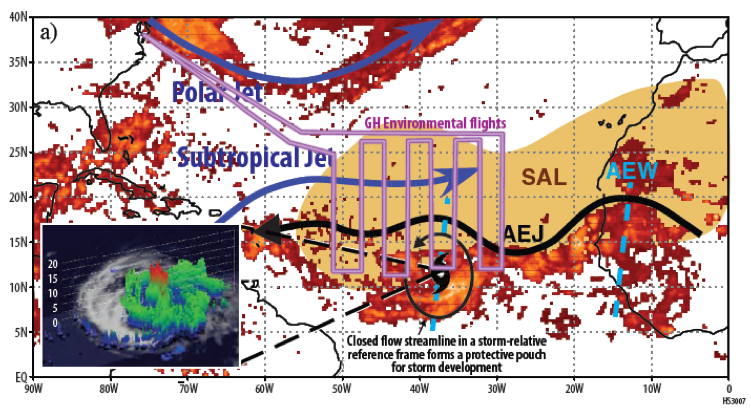 a)
40N
35N
30N
25N
20N
15N
10N
5N
EQ
Polar Jet
GH Environmental flights
Subtropical Jet
SAL
AEW
AEJ
20
15
10
5
0
Closed flow streamline in a storm-relative
reference frame forms a protective pouch
for storm development
90W 80W 70W 60W 50W 40W 30W 20W 10W 0
HS3007